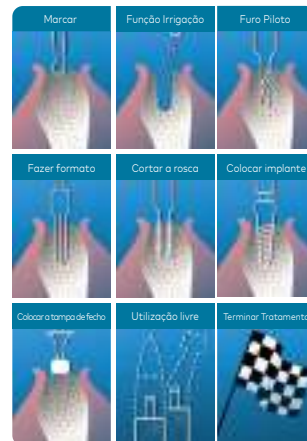 Marcar
Função Irrigação
Furo Piloto
Fazer formato
Cortar a rosca
Colocar implante
Colocar a tampa de fecho
Utilização livre
Terminar Tratamento